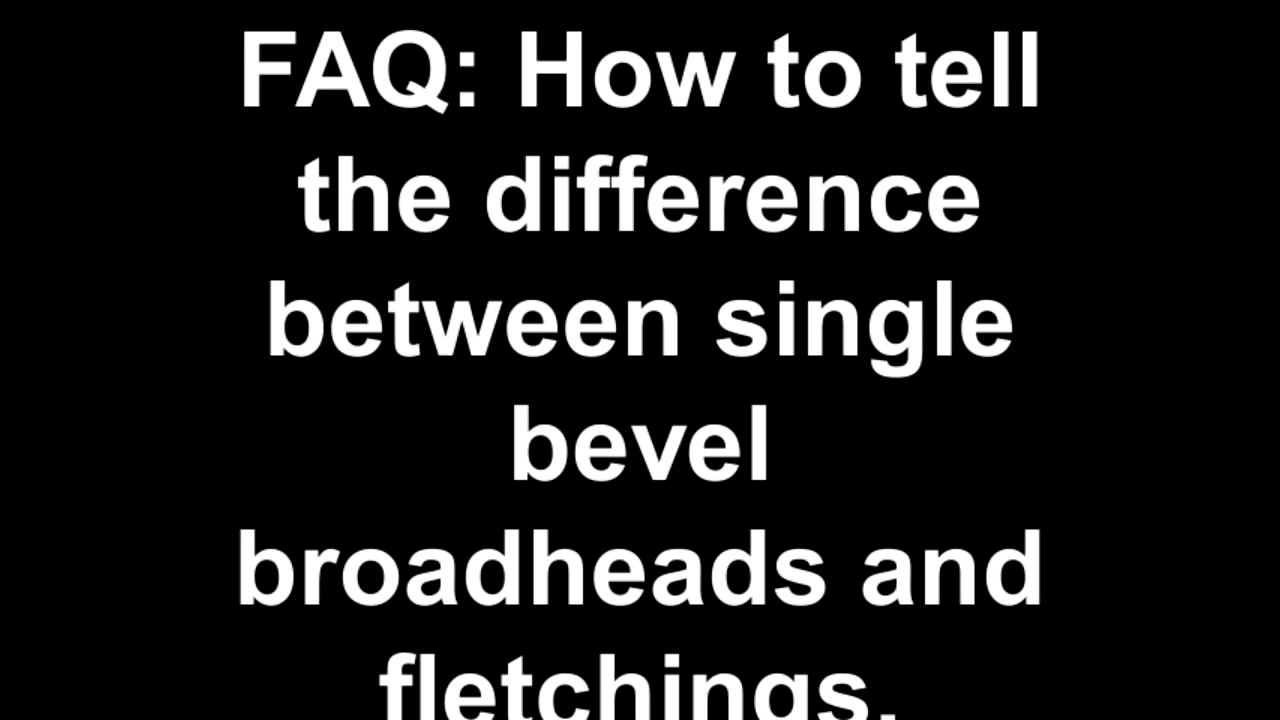 FAQ: How to tell
the difference
between single
bevel
broadheads and
fletchings.